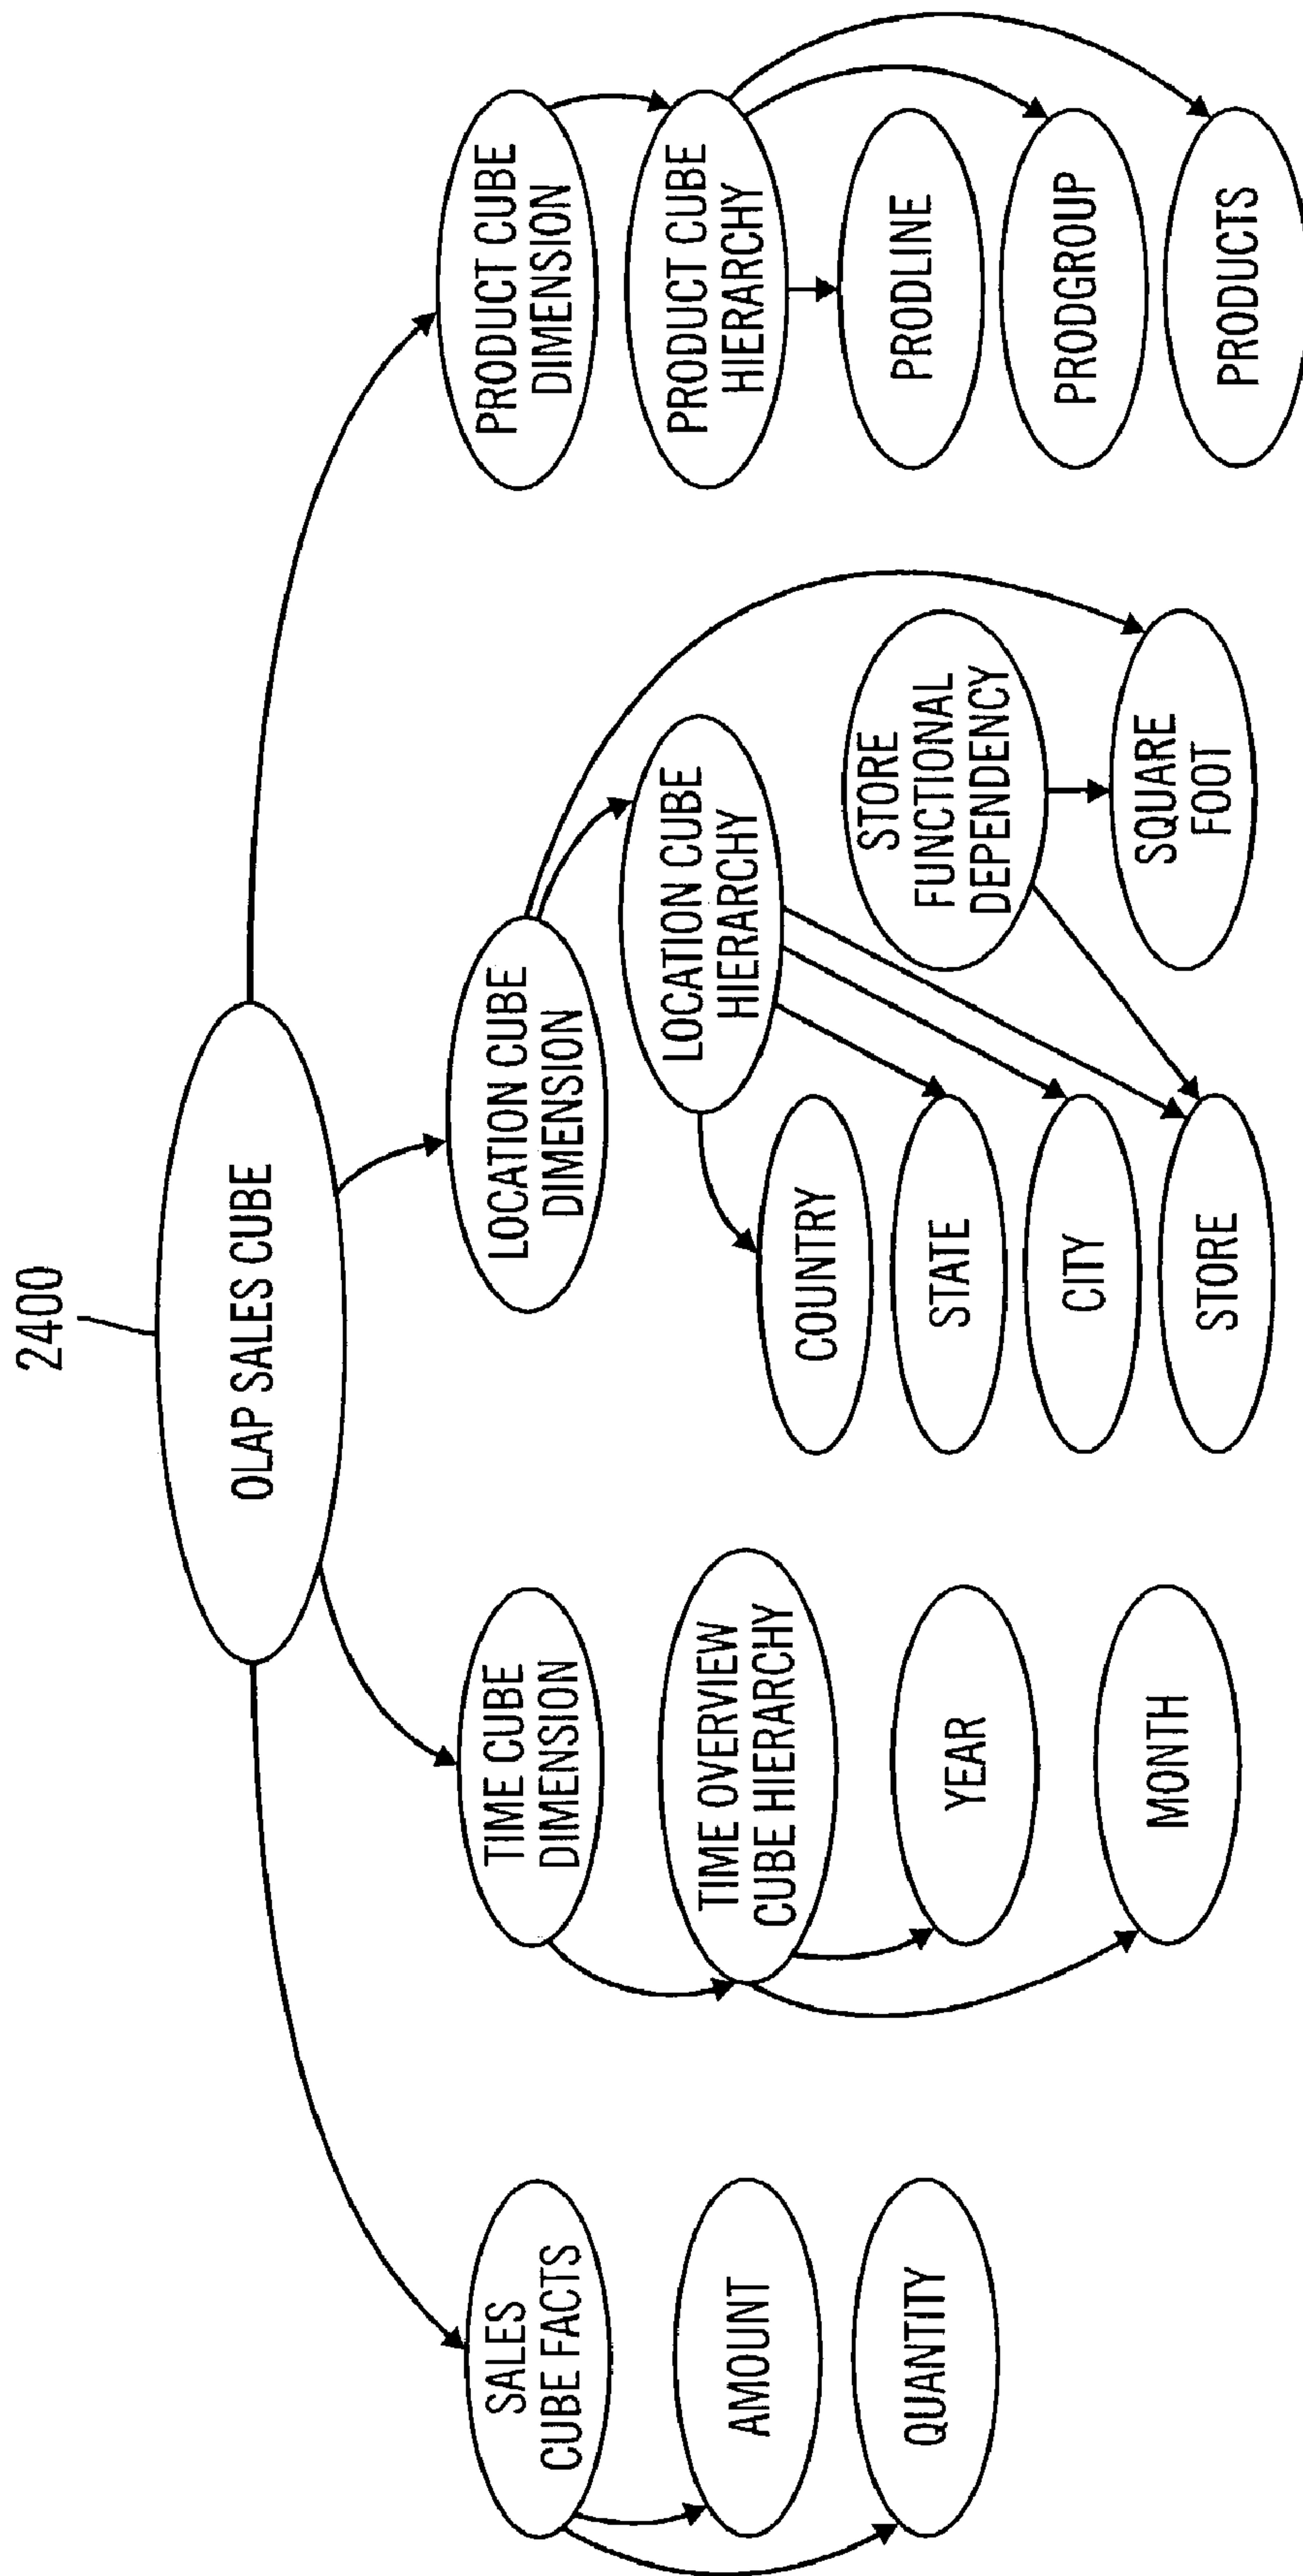 2400
OLAP SALES CUBE
SALES
CUBE FACTS
AMOUNT
QUANTITY
TIME CUBE
DIMENSION
TIME OVERVIEW
CUBE HIERARCHY
YEAR
MONTH
LOCATION CUBE
DIMENSION
LOCATION CUBE
HIERARCHY
COUNTRY
STATE
CITY
STORE
STORE
FUNCTIONAL
DEPENDENCY
SQUARE
FOOT
PRODUCT CUBE
DIMENSION
PRODUCT CUBE
HIERARCHY
PRODLINE
PRODGROUP
PRODUCTS